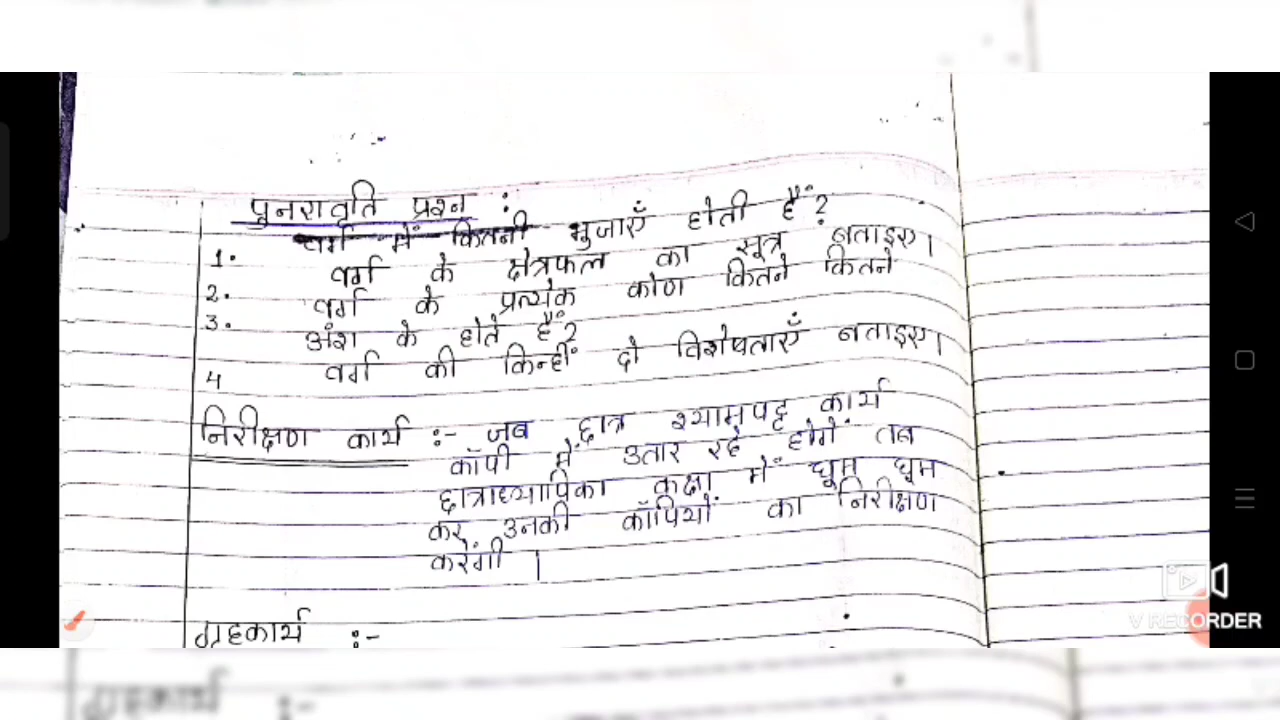 पुनरावृति प्रश्न :
1. वर्ग में कितनी भुजाएँ होती हैं?
2. वर्ग के क्षेत्रफल का सूत्र बताइए।
3. वर्ग के प्रत्येक कोण कितने कितने
अंश के होते हैं?
4 वर्ग की किन्हीं दो विशेषताएँ बताइए।
निरीक्षण कार्य :- जब छात्र श्यामपट्ट कार्य
कॉपी में उतार रहे होगें तब
छात्राध्यापिका कक्षा में घूम घूम
कर उनकी कॉपियों का निरीक्षण
करेंगी |
ग्रहकार्य :-
V RECORDER